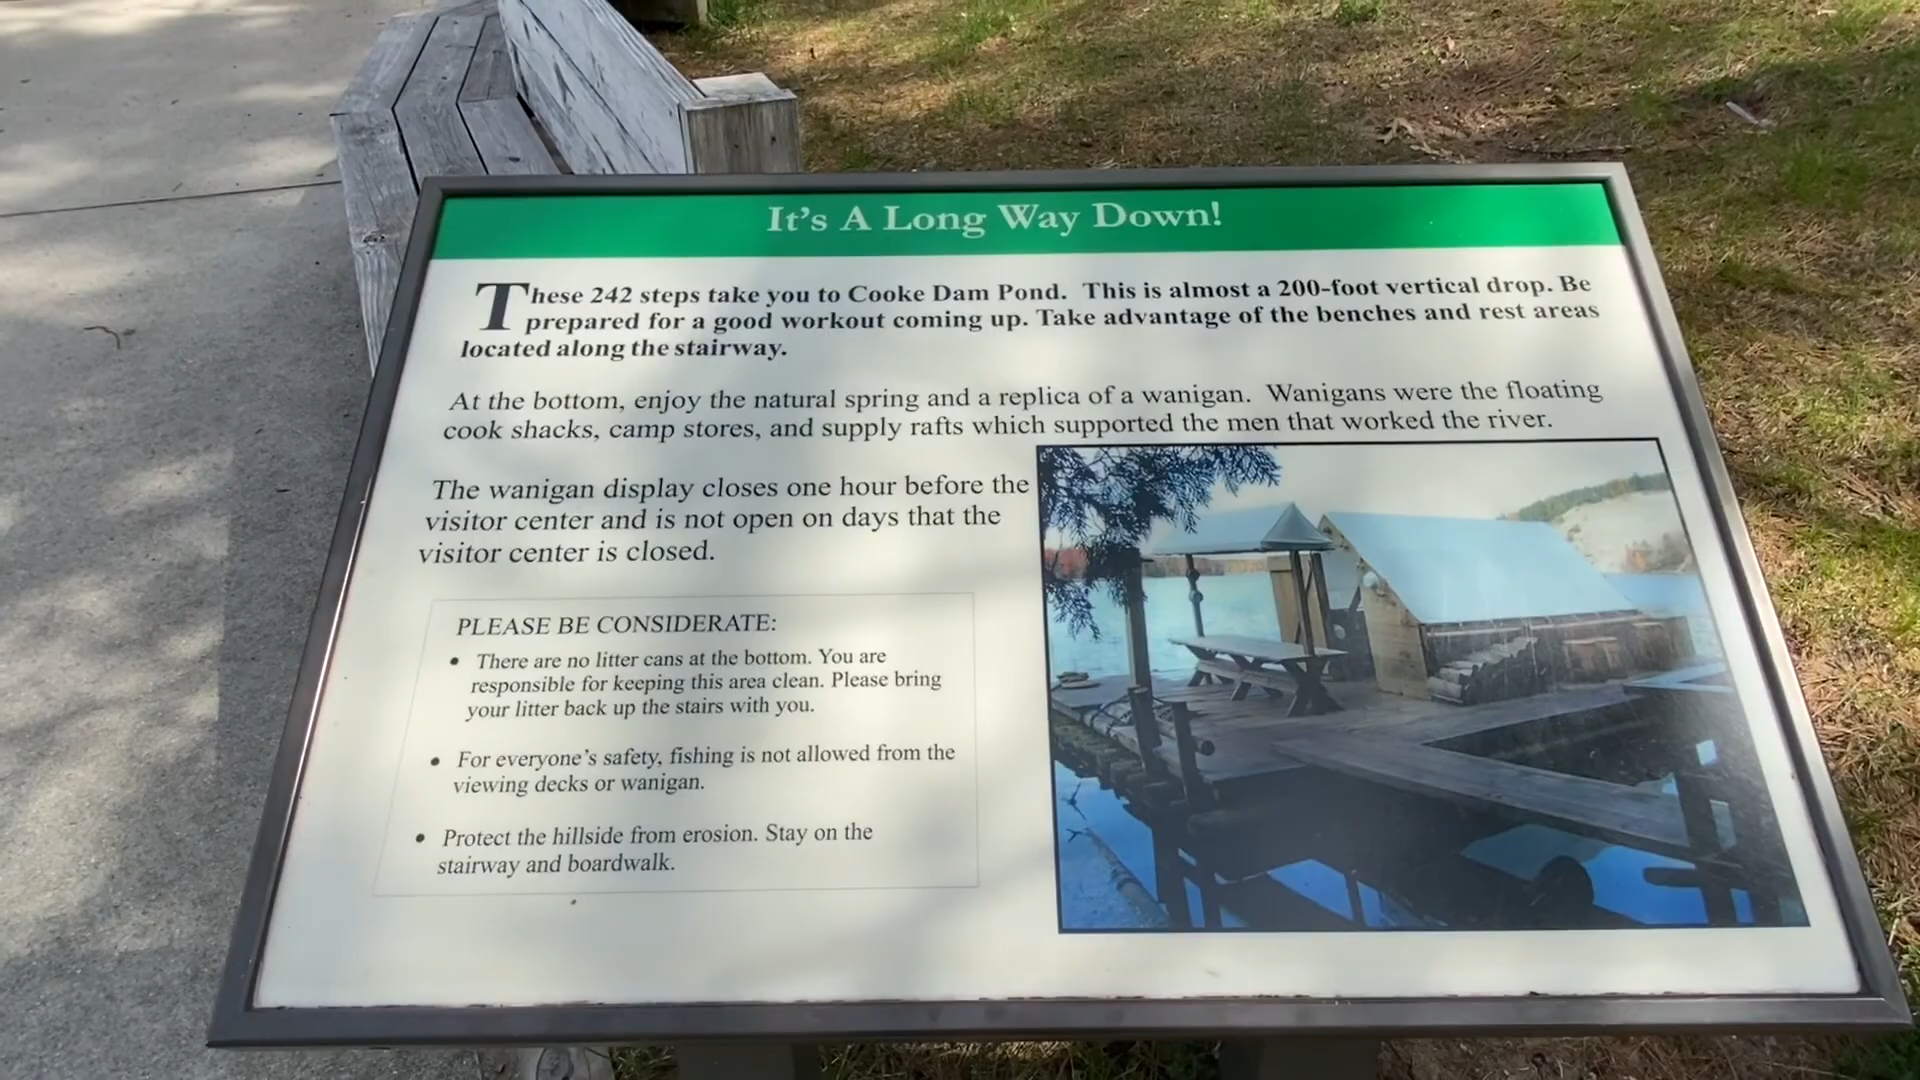 It's A Long Way Down!
These 242 steps take you to Cooke Dam Pond. This is almost a 200-foot vertical drop. Be
prepared for a good workout coming up. Take advantage of the benches and rest areas
located along the stairway.
At the bottom, enjoy the natural spring and a replica of a wanigan. Wanigans were the floating
cook shacks, camp stores, and supply rafts which supported the men that worked the river.
The wanigan display closes one hour before the
visitor center and is not open on days that the
visitor center is closed.
PLEASE BE CONSIDERATE:
• There are no litter cans at the bottom. You are
responsible for keeping this area clean. Please bring
your litter back up the stairs with you.
• For everyone's safety, fishing is not allowed from the
viewing decks or wanigan.
• Protect the hillside from erosion. Stay on the
stairway and boardwalk.